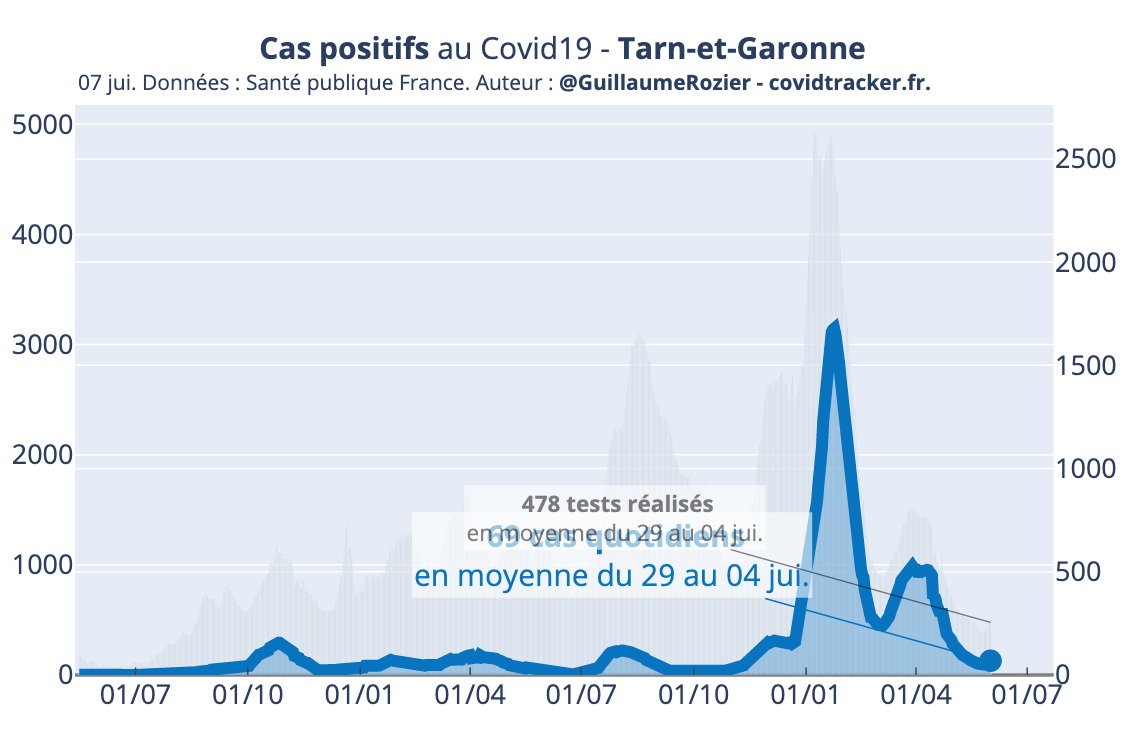 Cas positifs au Covid19 - Tarn-et-Garonne
07 jui. Données : Santé publique France. Auteur : @GuillaumeRozier - covidtracker.fr.
5000
4000
3000
2000
1000
0
2500
2000
1500
1000
500
0
478 tests réalisés
en moyenne du 29 au 04 jui.
69 cas quotidiens
en moyenne du 29 au 04 jui.
01/07 01/10 01/01 01/04 01/07 01/10 01/01 01/04 01/07